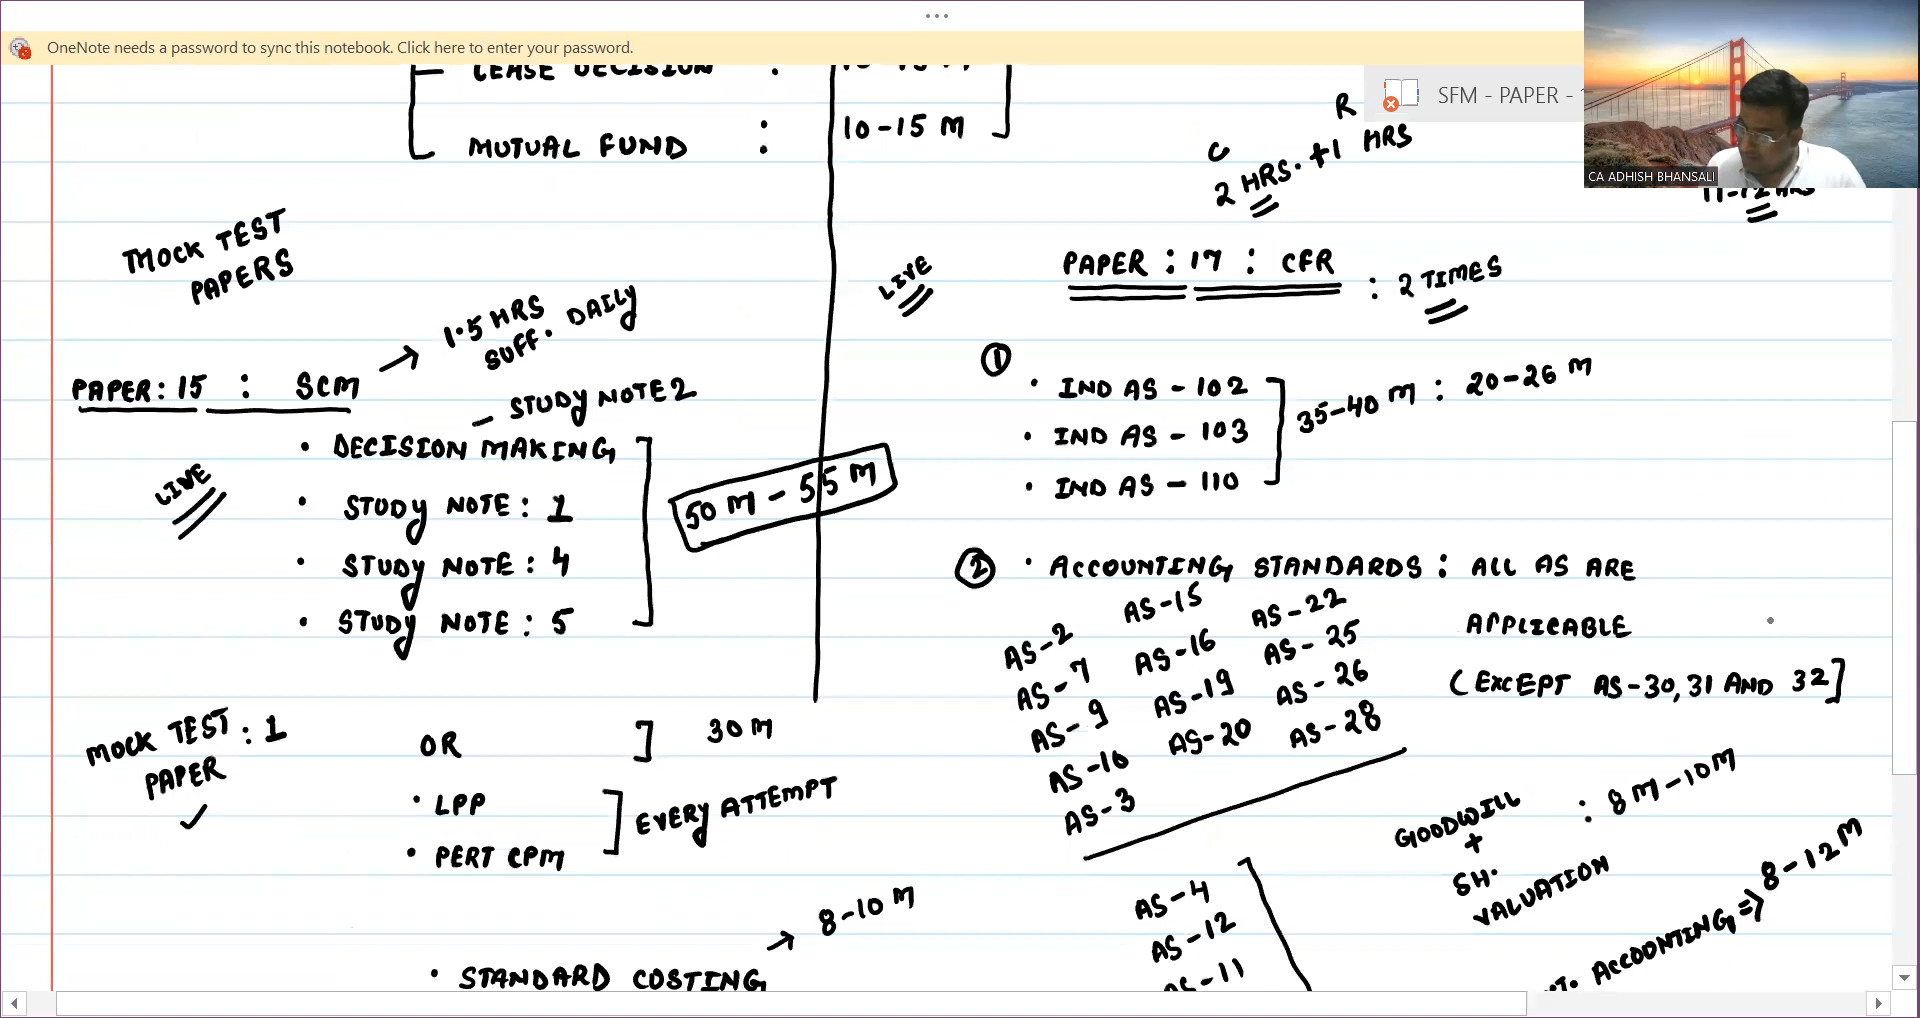 OneNote needs a password to sync this notebook. Click here to enter your password.
LEASE DECISION :
MUTUAL FUND : 10-15 M
MOCK TEST
PAPERS
PAPER: 15 : SCM
1.5 HRS
SUFF. DAILY
- STUDY NOTE 2
LIVE
• DECISION MAKING
• STUDY NOTE: 1
• STUDY NOTE: 4
• STUDY NOTE: 5
50 M - 55 M
MOCK TEST: 1
PAPER
OR
30 M
• LPP
• PERT CPM
EVERY ATTEMPT
• STANDARD COSTING
8-10 M
SFM - PAPER -
CA ADHISH BHANSALI
C R
2 HRS. +1 HRS
LIVE
PAPER : 17 : CFR : 2 TIMES
1
• IND AS - 102
• IND AS - 103
• IND AS - 110
35-40 M : 20-26 M
2 • ACCOUNTING STANDARDS : ALL AS ARE
APPLICABLE
(EXCEPT AS-30, 31 AND 32]
AS-2
AS-7
AS-9
AS-10
AS-3
AS-15
AS-16
AS-19
AS-20
AS-22
AS-25
AS-26
AS-28
AS-4
AS-12
AS-11
GOODWILL
+
SH.
VALUATION
: 8 M-10 M
ACCOUNTING => 8-12 M